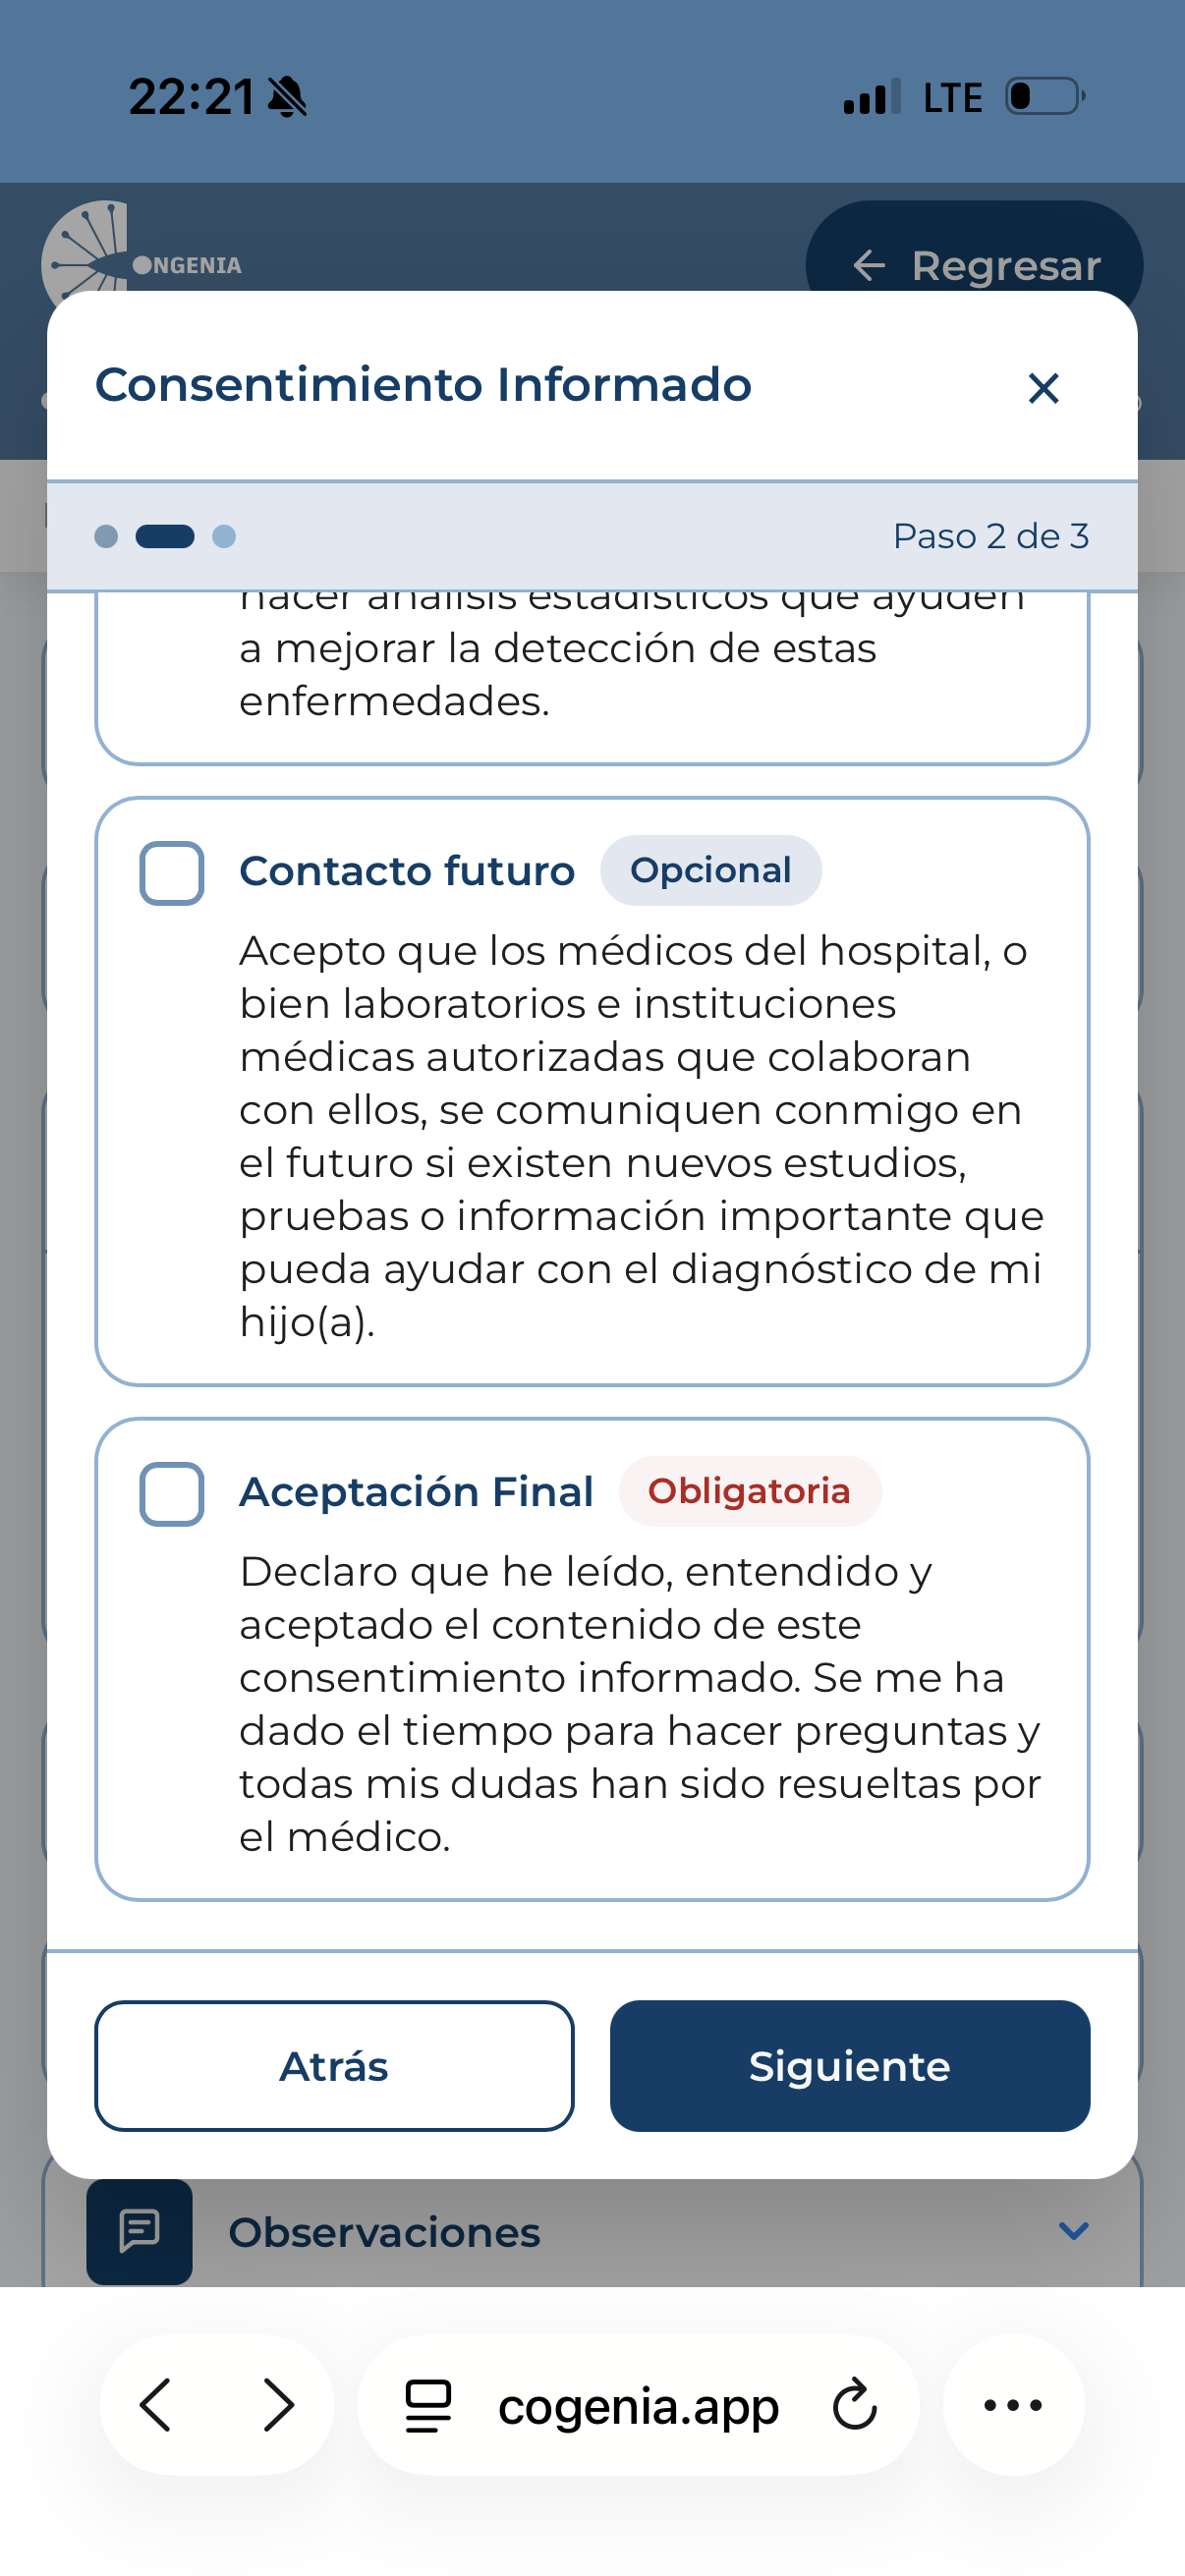 22:21
LTE
NGENIA
← Regresar
Consentimiento Informado
Paso 2 de 3
hacer análisis estadísticos que ayuden
a mejorar la detección de estas
enfermedades.
Contacto futuro Opcional
Acepto que los médicos del hospital, o
bien laboratorios e instituciones
médicas autorizadas que colaboran
con ellos, se comuniquen conmigo en
el futuro si existen nuevos estudios,
pruebas o información importante que
pueda ayudar con el diagnóstico de mi
hijo(a).
Aceptación Final Obligatoria
Declaro que he leído, entendido y
aceptado el contenido de este
consentimiento informado. Se me ha
dado el tiempo para hacer preguntas y
todas mis dudas han sido resueltas por
el médico.
Atrás
Siguiente
Observaciones
cogenia.app